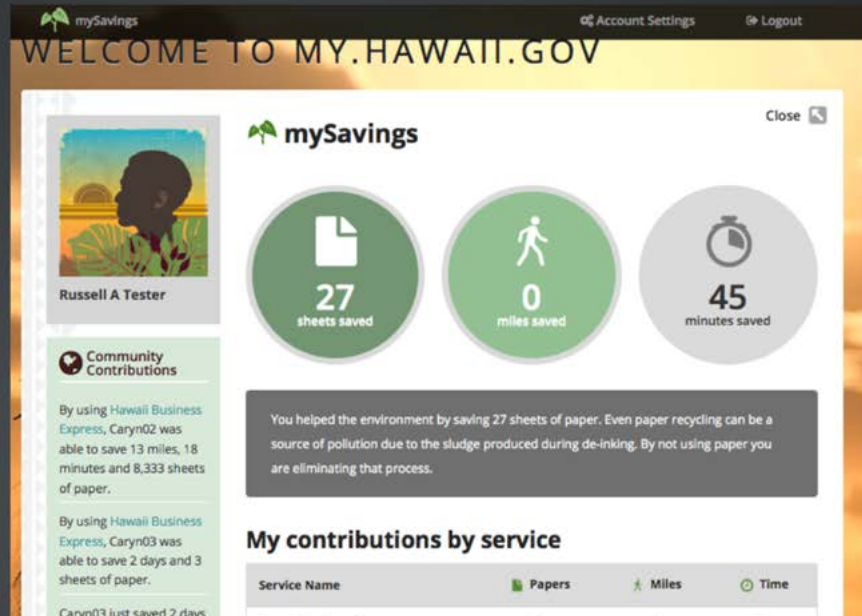 mySavings
Account Settings
Logout
WELCOME TO MY.HAWAII.GOV
Close
mySavings
27
sheets saved
0
miles saved
45
minutes saved
Russell A Tester
Community
Contributions
By using Hawaii Business
Express, Caryn02 was
able to save 13 miles, 18
minutes and 8,333 sheets
of paper.
By using Hawaii Business
Express, Caryn03 was
able to save 2 days and 3
sheets of paper.
Caryn03 just saved 2 days
You helped the environment by saving 27 sheets of paper. Even paper recycling can be a
source of pollution due to the sludge produced during de-inking. By not using paper you
are eliminating that process.
My contributions by service
Service Name
Papers
Miles
Time